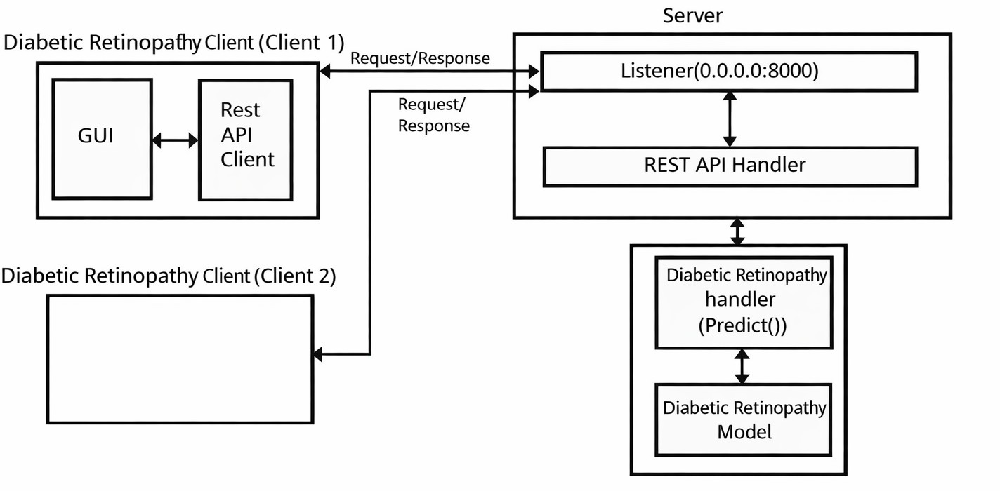 Server
Diabetic Retinopathy Client (Client 1)
Request/Response
Listener(0.0.0.0:8000)
Request/
Response
GUI
Rest
API
Client
REST API Handler
Diabetic Retinopathy Client (Client 2)
Diabetic Retinopathy
handler
(Predict())
Diabetic Retinopathy
Model